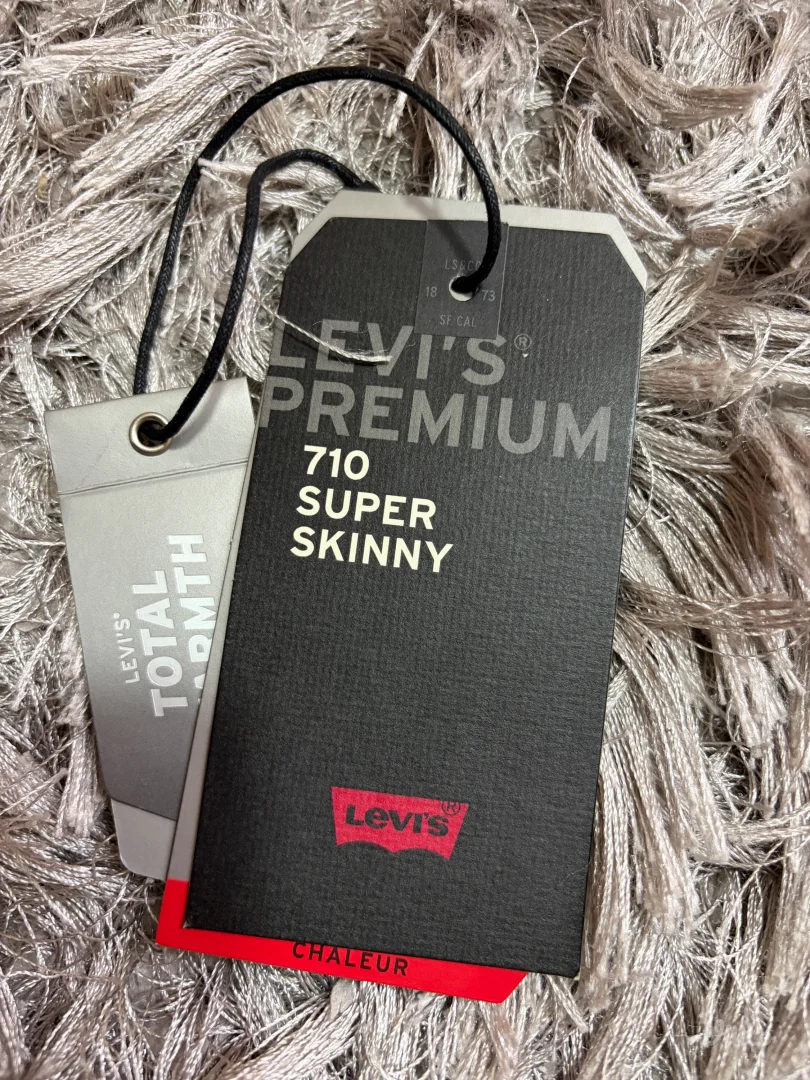 LS&CO
18 73
SF CAL
LEVI'S®
PREMIUM
710
SUPER
SKINNY
LEVI'S®
CHALEUR
LEVI'S®
TOTAL